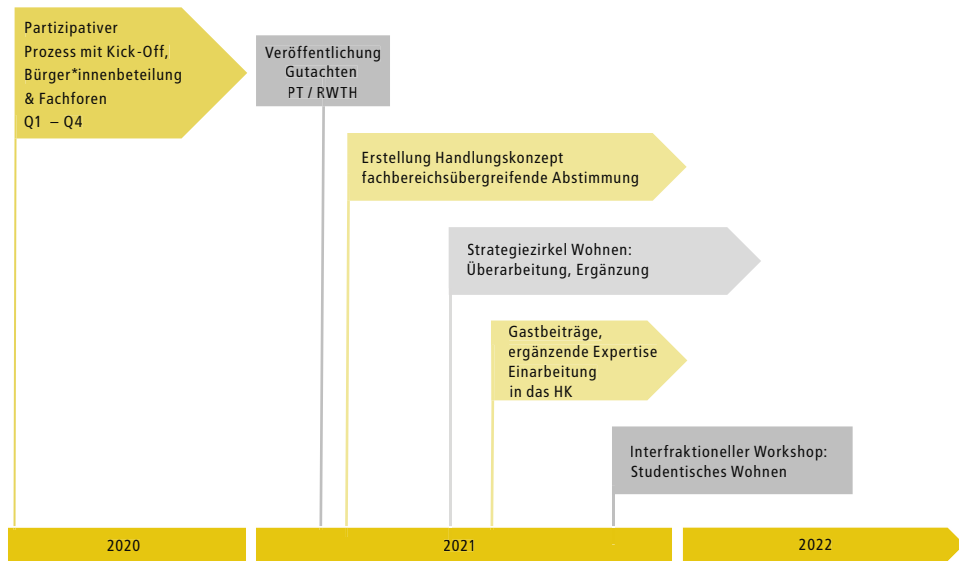 Partizipativer
Prozess mit Kick-Off,
Bürger*innenbeteilung
& Fachforen
Q1 – Q4
Veröffentlichung
Gutachten
PT / RWTH
Erstellung Handlungskonzept
fachbereichsübergreifende Abstimmung
Strategiezirkel Wohnen:
Überarbeitung, Ergänzung
Gastbeiträge,
ergänzende Expertise
Einarbeitung
in das HK
Interfraktioneller Workshop:
Studentisches Wohnen
2020
2021
2022